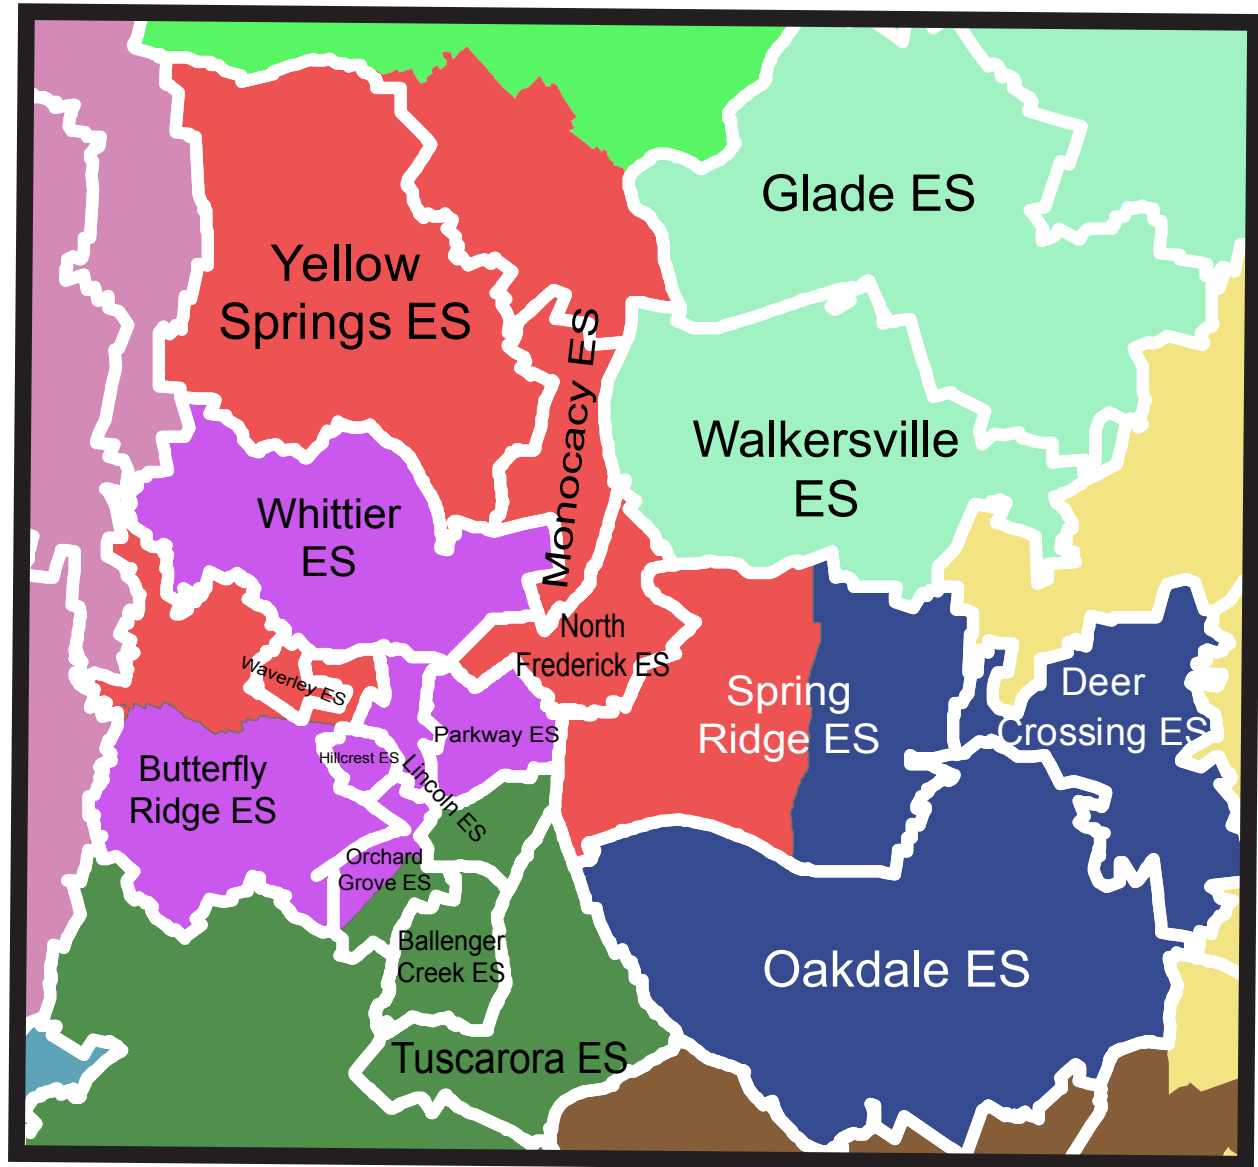 Glade ES
Yellow
Springs ES
Monocacy ES
Walkersville
ES
Whittier
ES
North
Frederick ES
Waverley ES
Spring
Ridge ES
Deer
Crossing ES
Parkway ES
Hillcrest ES
Lincoln ES
Butterfly
Ridge ES
Orchard
Grove ES
Ballenger
Creek ES
Oakdale ES
Tuscarora ES